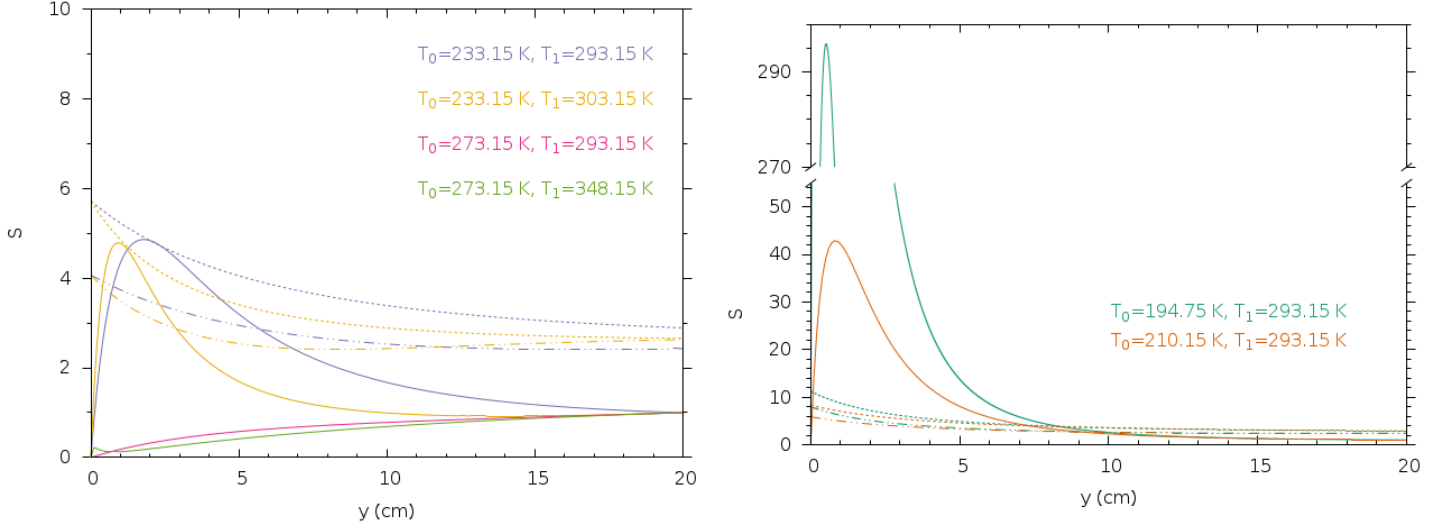 10
8
6
4
2
0
S
T0=233.15 K, T1=293.15 K
T0=233.15 K, T1=303.15 K
T0=273.15 K, T1=293.15 K
T0=273.15 K, T1=348.15 K
0 5 10 15 20
y (cm)
290
270
50
40
30
20
10
0
S
T0=194.75 K, T1=293.15 K
T0=210.15 K, T1=293.15 K
0 5 10 15 20
y (cm)